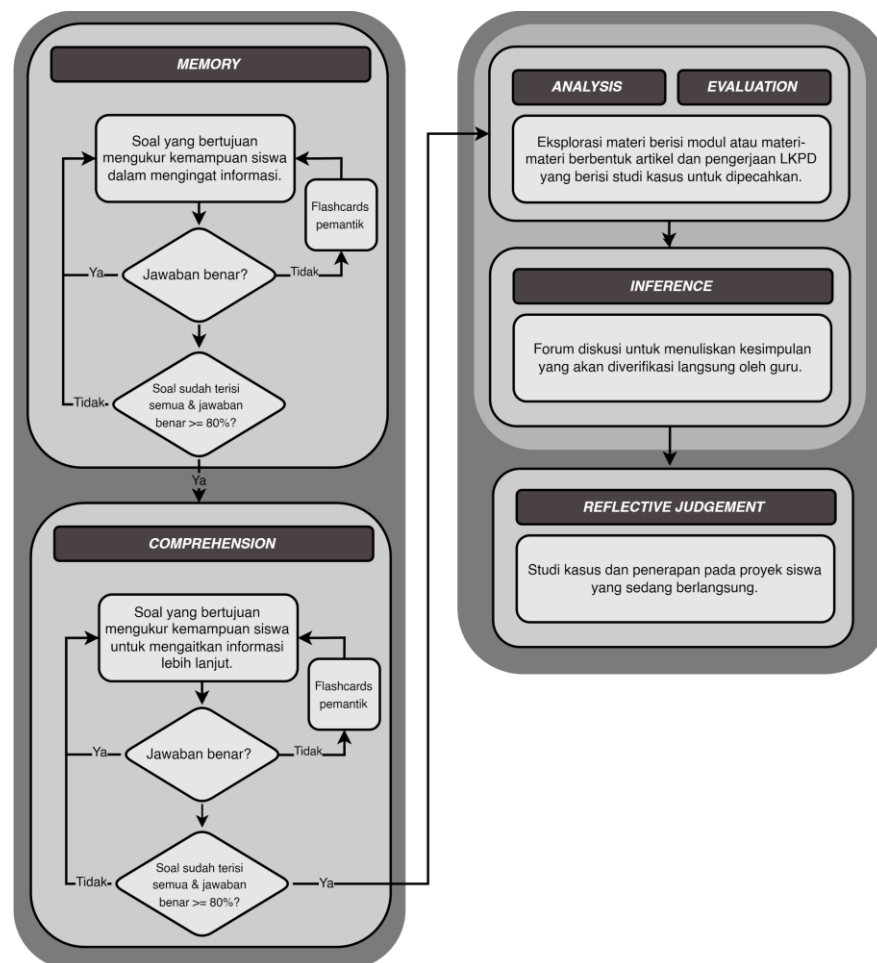 MEMORY
Soal yang bertujuan
mengukur kemampuan siswa
dalam mengingat informasi.
Flashcards
pemantik
Jawaban benar?
Ya
Tidak
Soal sudah terisi
semua & jawaban
benar >= 80%?
Tidak
Ya
COMPREHENSION
Soal yang bertujuan
mengukur kemampuan siswa
untuk mengaitkan informasi
lebih lanjut.
Flashcards
pemantik
Jawaban benar?
Ya
Tidak
Soal sudah terisi
semua & jawaban
benar >= 80%?
Tidak
Ya
ANALYSIS
EVALUATION
Eksplorasi materi berisi modul atau materi-
materi berbentuk artikel dan pengerjaan LKPD
yang berisi studi kasus untuk dipecahkan.
INFERENCE
Forum diskusi untuk menuliskan kesimpulan
yang akan diverifikasi langsung oleh guru.
REFLECTIVE JUDGEMENT
Studi kasus dan penerapan pada proyek siswa
yang sedang berlangsung.